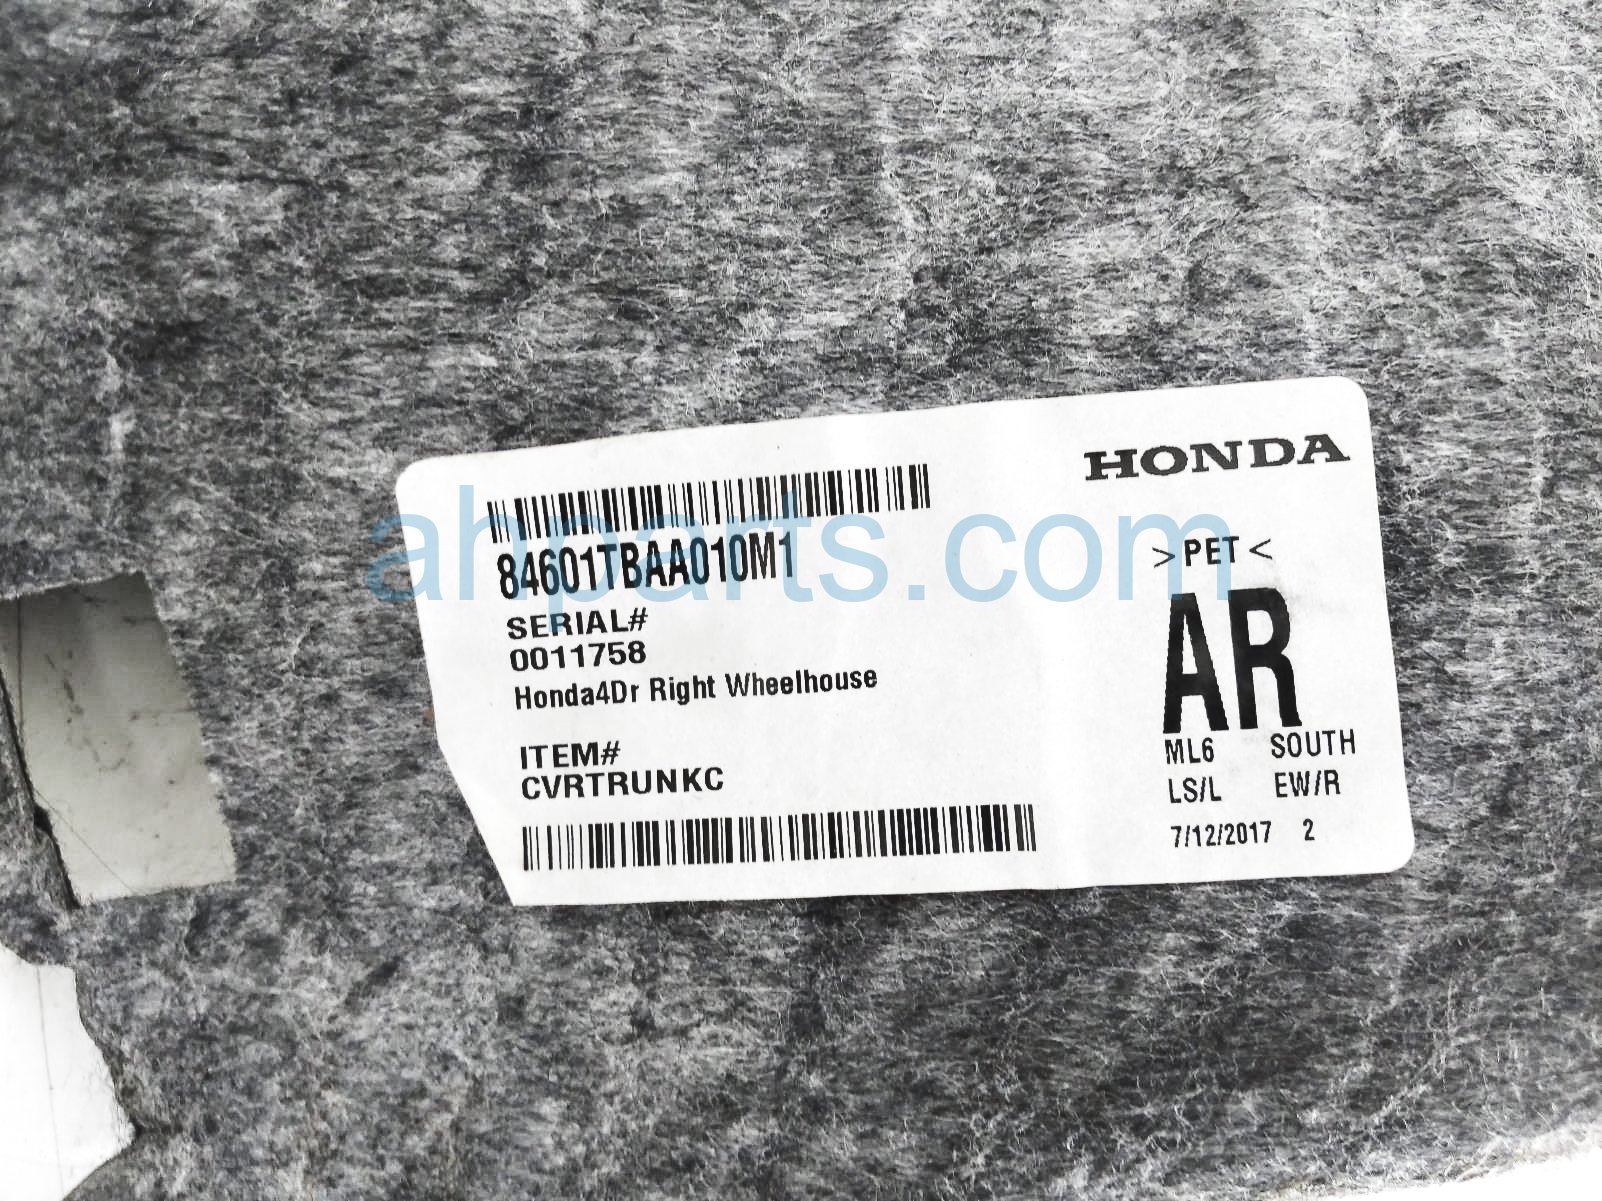 HONDA
84601TBAA010M1
SERIAL#
0011758
Honda4Dr Right Wheelhouse
ITEM#
CVRTRUNKC
>PET<
AR
ML6 SOUTH
LS/L EW/R
7/12/2017 2
ahparts.com